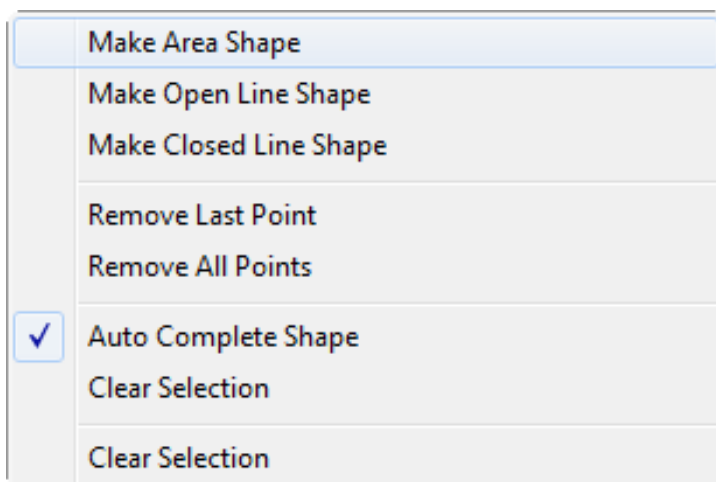 Make Area Shape
Make Open Line Shape
Make Closed Line Shape
Remove Last Point
Remove All Points
Auto Complete Shape
Clear Selection
Clear Selection